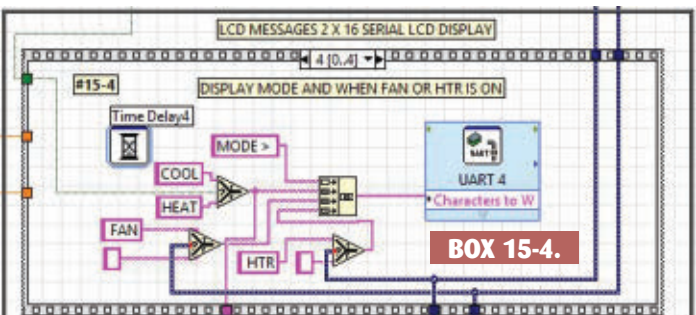 LCD MESSAGES 2 X 16 SERIAL LCD DISPLAY
4 [0..4]
#15-4
DISPLAY MODE AND WHEN FAN OR HTR IS ON
Time Delay4
MODE >
COOL
HEAT
FAN
HTR
UART
UART 4
Characters to W
BOX 15-4.